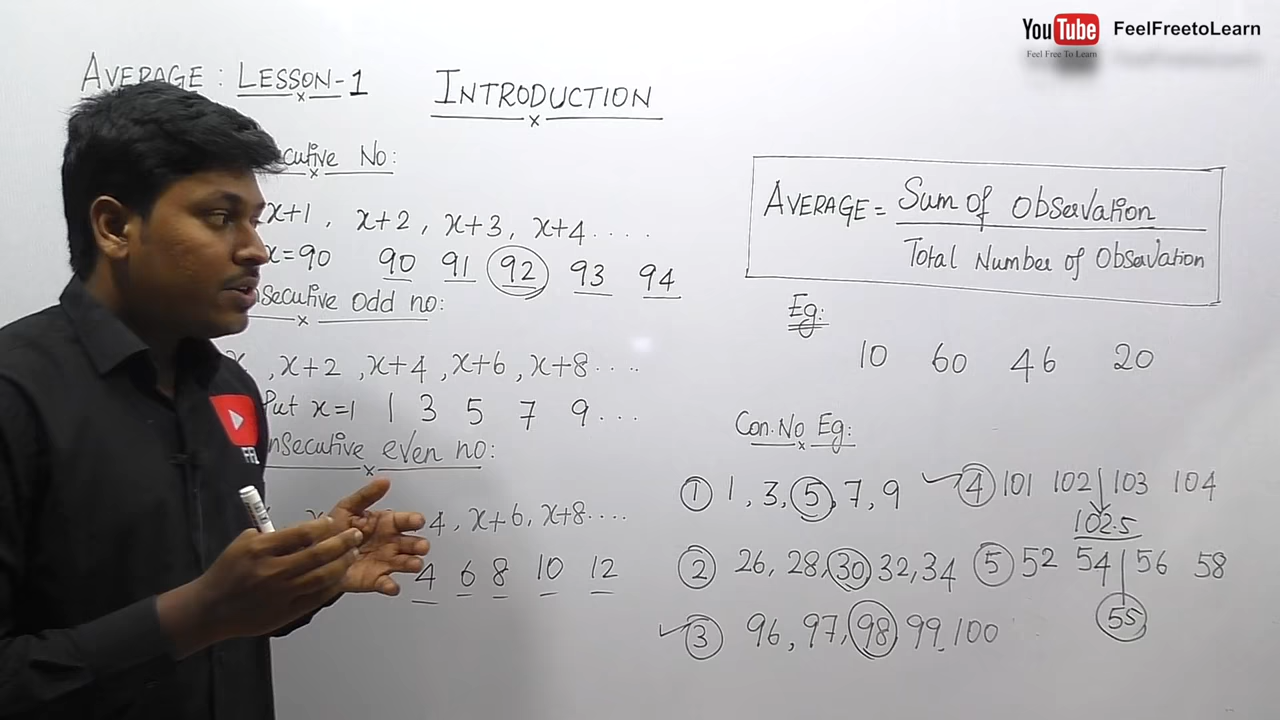 YouTube FeelFreetoLearn
Feel Free To Learn
AVERAGE : LESSON-1
INTRODUCTION
No:
x+1, x+2, x+3, x+4....
x=90 90 91 92 93 94
odd no:
x, x+2, x+4, x+6, x+8....
Put x=1 1 3 5 7 9...
even no:
4, x+6, x+8....
4 6 8 10 12
AVERAGE = Sum of Observation
Total Number of Observation
Eg:
10 60 46 20
Con.No Eg:
① 1, 3, 5, 7, 9
② 26, 28, 30, 32, 34
③ 96, 97, 98, 99, 100
④ 101 102 103 104
102.5
⑤ 52 54 56 58
55
FFL